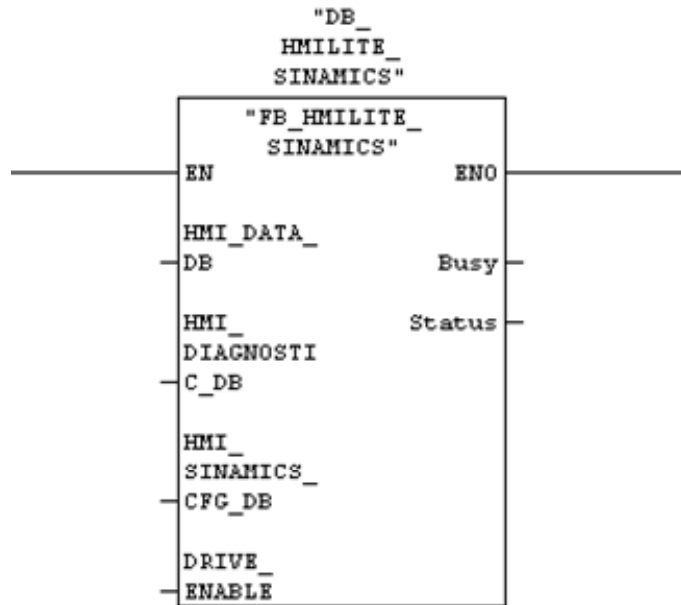 "DB_
HMILITE_
SINAMICS"
"FB_HMILITE_
SINAMICS"
EN ENO
HMI_DATA_
DB Busy
HMI_ Status
DIAGNOSTI
C_DB
HMI_
SINAMICS_
CFG_DB
DRIVE_
ENABLE